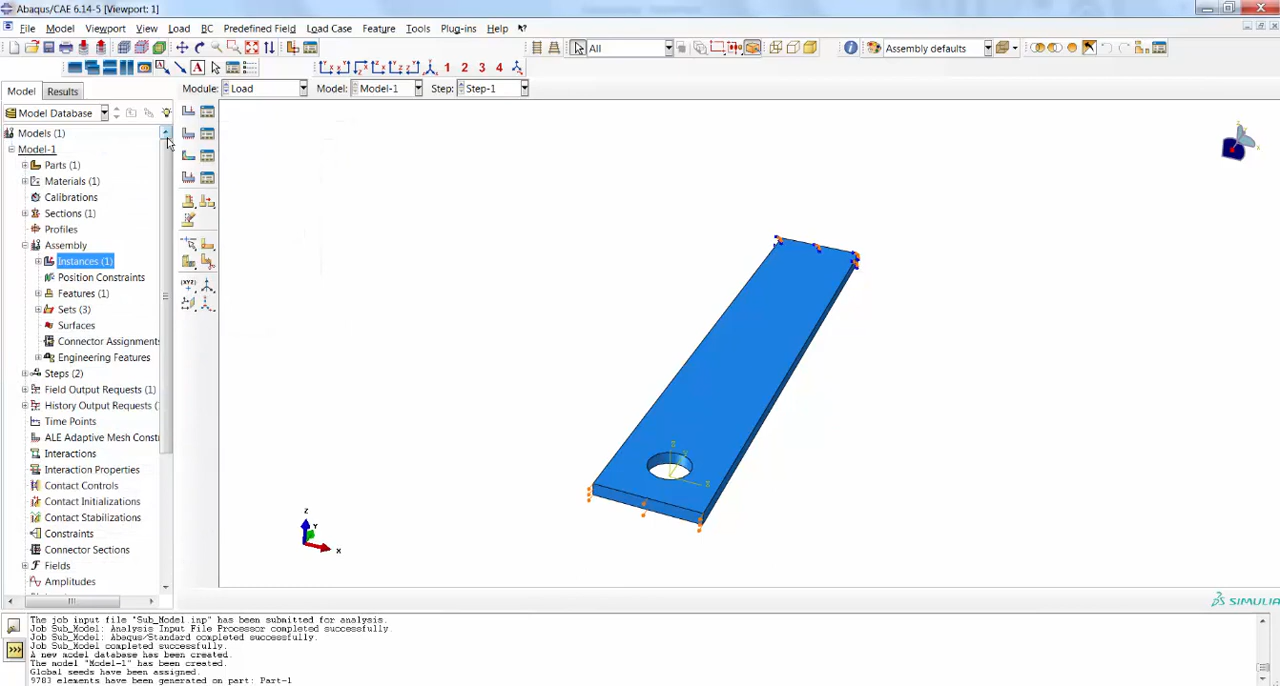 Abaqus/CAE 6.14-5 [Viewport: 1]
File Model Viewport View Load BC Predefined Field Load Case Feature Tools Plug-ins Help
All Assembly defaults
A 1 2 3 4
Model Results Module: Load Model: Model-1 Step: Step-1
Model Database
Models (1)
Model-1
Parts (1)
Materials (1)
Calibrations
Sections (1)
Profiles
Assembly
Instances (1)
Position Constraints
Features (1)
Sets (3)
Surfaces
Connector Assignments
Engineering Features
Steps (2)
Field Output Requests (1)
History Output Requests (
Time Points
ALE Adaptive Mesh Const
Interactions
Interaction Properties
Contact Controls
Contact Initializations
Contact Stabilizations
Constraints
Connector Sections
Fields
Amplitudes
Z
Y
X
SIMULIA
The job input file "Sub_Model.inp" has been submitted for analysis.
Job Sub_Model: Analysis Input File Processor completed successfully.
Job Sub_Model: Abaqus/Standard completed successfully.
Job Sub_Model completed successfully.
A new model database has been created.
The model "Model-1" has been created.
Global seeds have been assigned.
9783 elements have been generated on part: Part-1